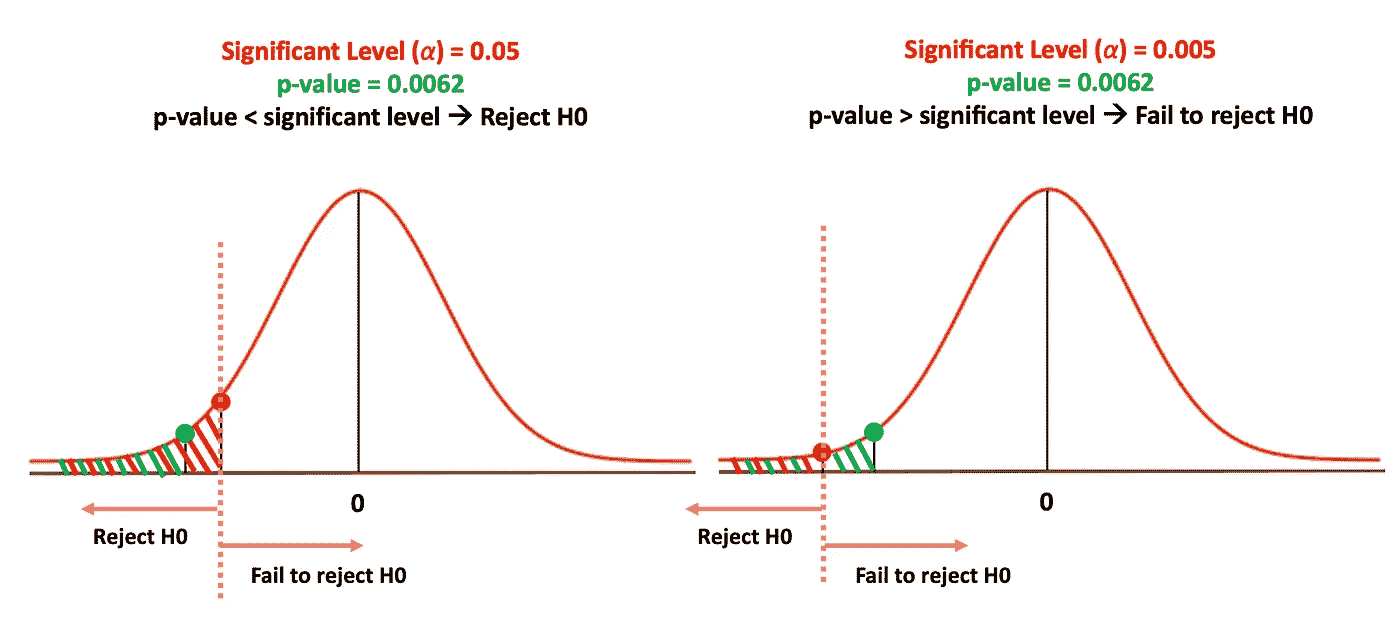 Significant Level (α) = 0.05
p-value = 0.0062
p-value < significant level → Reject H0
0
Reject H0
Fail to reject H0
Significant Level (α) = 0.005
p-value = 0.0062
p-value > significant level → Fail to reject H0
0
Reject H0
Fail to reject H0